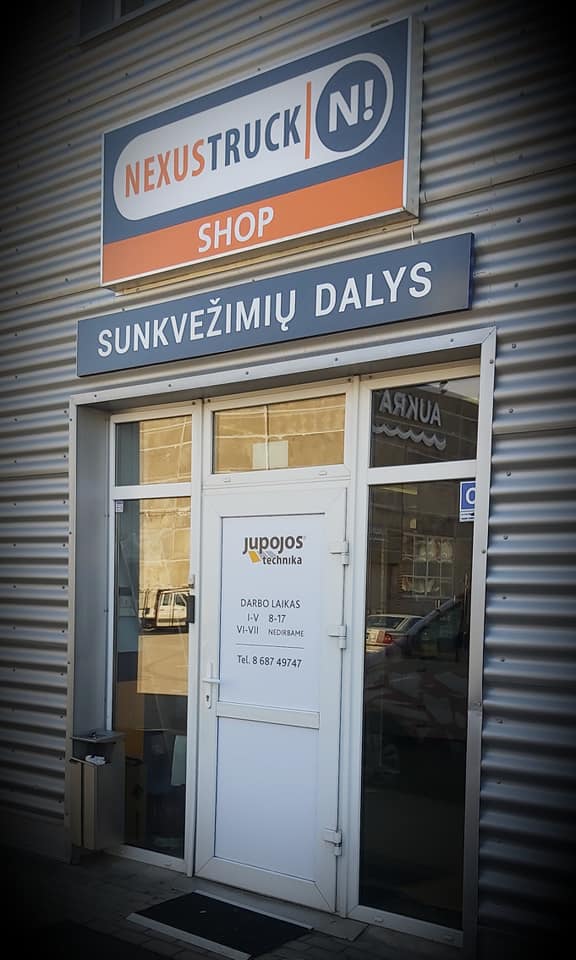 NEXUSTRUCK N!
SHOP
SUNKVEŽIMIŲ DALYS
AUKRA
jupojos
technika
DARBO LAIKAS
I-V 8-17
VI-VII NEDIRBAME
Tel. 8 687 49747